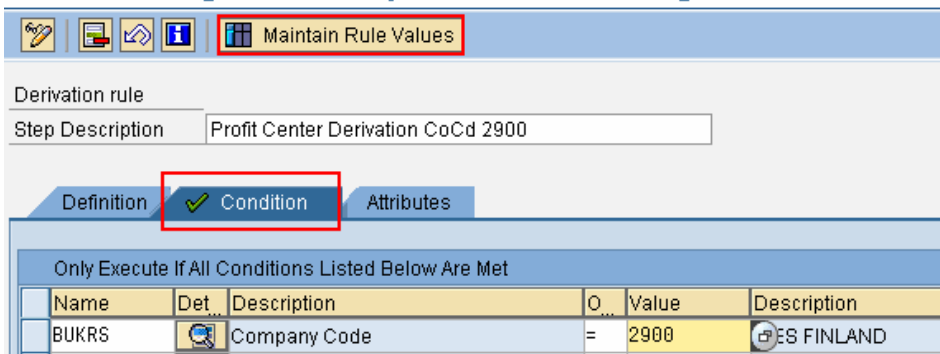 Maintain Rule Values
Derivation rule
Step Description Profit Center Derivation CoCd 2900
Definition Condition Attributes
Only Execute If All Conditions Listed Below Are Met
Name Det... Description O... Value Description
BUKRS Company Code = 2900 ES FINLAND